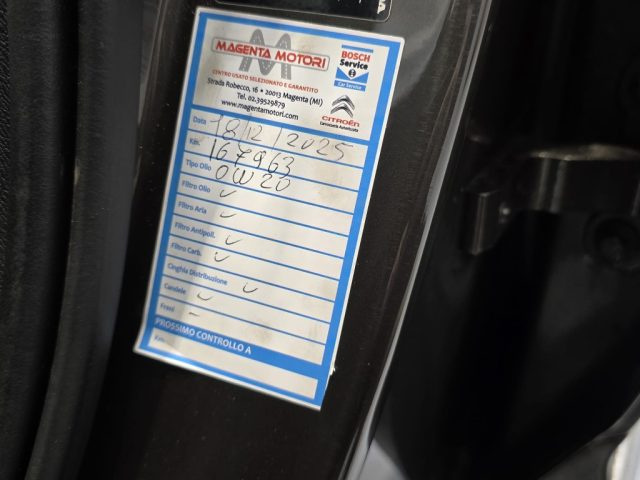 MAGENTA MOTORI
CENTRO USATO SELEZIONATO E GARANTITO
Strada Robecco, 16 • 20013 Magenta (MI)
Tel. 02.39529879
www.magentamotori.com
BOSCH
Service
Car Service
CITROËN
Data 18/12/2025
Km. 167963
Tipo Olio 0W20
Filtro Olio ✓
Filtro Aria ✓
Filtro Antipoll. ✓
Filtro Carb. ✓
Cinghia Distribuzione ✓
Candele ✓
Freni –
PROSSIMO CONTROLLO A
Km.